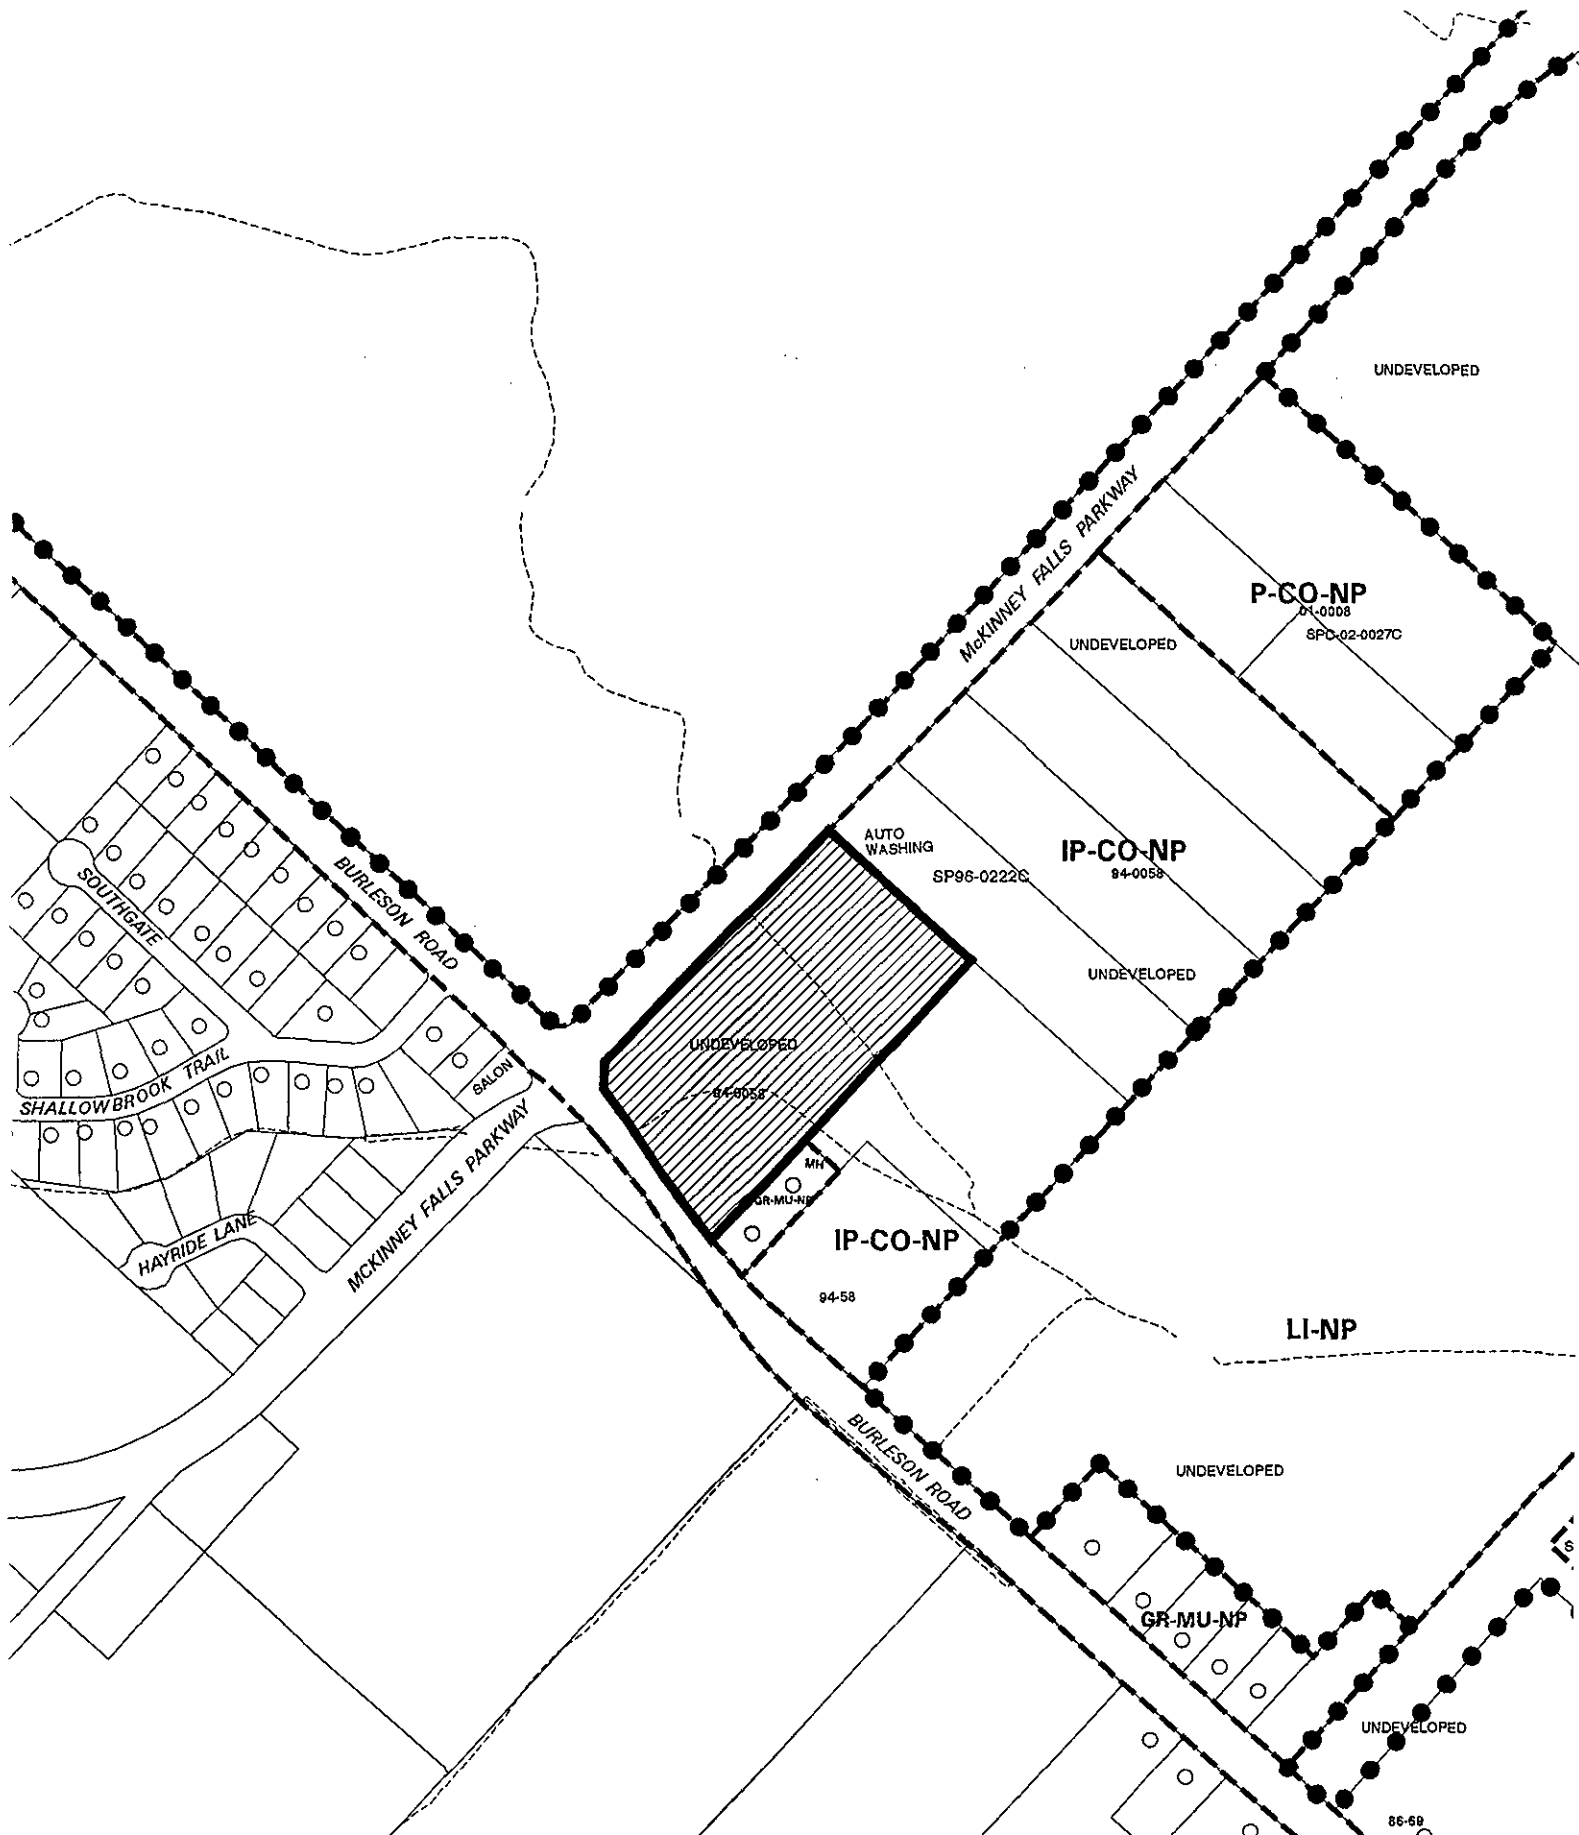 UNDEVELOPED
McKINNEY FALLS PARKWAY
P-CO-NP
01-0008
SPC-02-0027C
UNDEVELOPED
AUTO
WASHING
IP-CO-NP
94-0058
SP96-0222C
BURLESON ROAD
SOUTHGATE
UNDEVELOPED
UNDEVELOPED
94-0058
SHALLOWBROOK TRAIL
SALON
MCKINNEY FALLS PARKWAY
MH
GR-MU-NP
HAYRIDE LANE
IP-CO-NP
94-58
LI-NP
BURLESON ROAD
UNDEVELOPED
S
GR-MU-NP
UNDEVELOPED
86-69